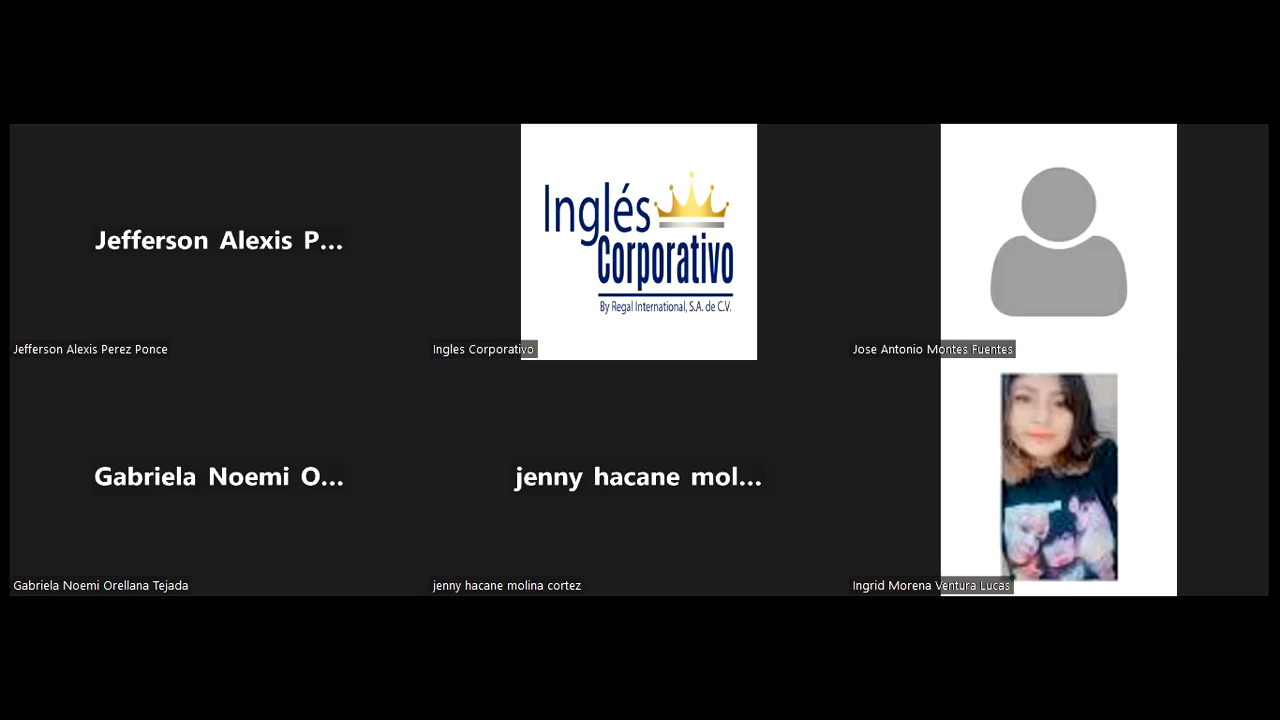 Jefferson Alexis P...
Jefferson Alexis Perez Ponce
Inglés
Corporativo
By Regal International, S.A. de C.V.
Ingles Corporativo
Jose Antonio Montes Fuentes
Gabriela Noemi O...
Gabriela Noemi Orellana Tejada
jenny hacane mol...
jenny hacane molina cortez
Ingrid Morena Ventura Lucas